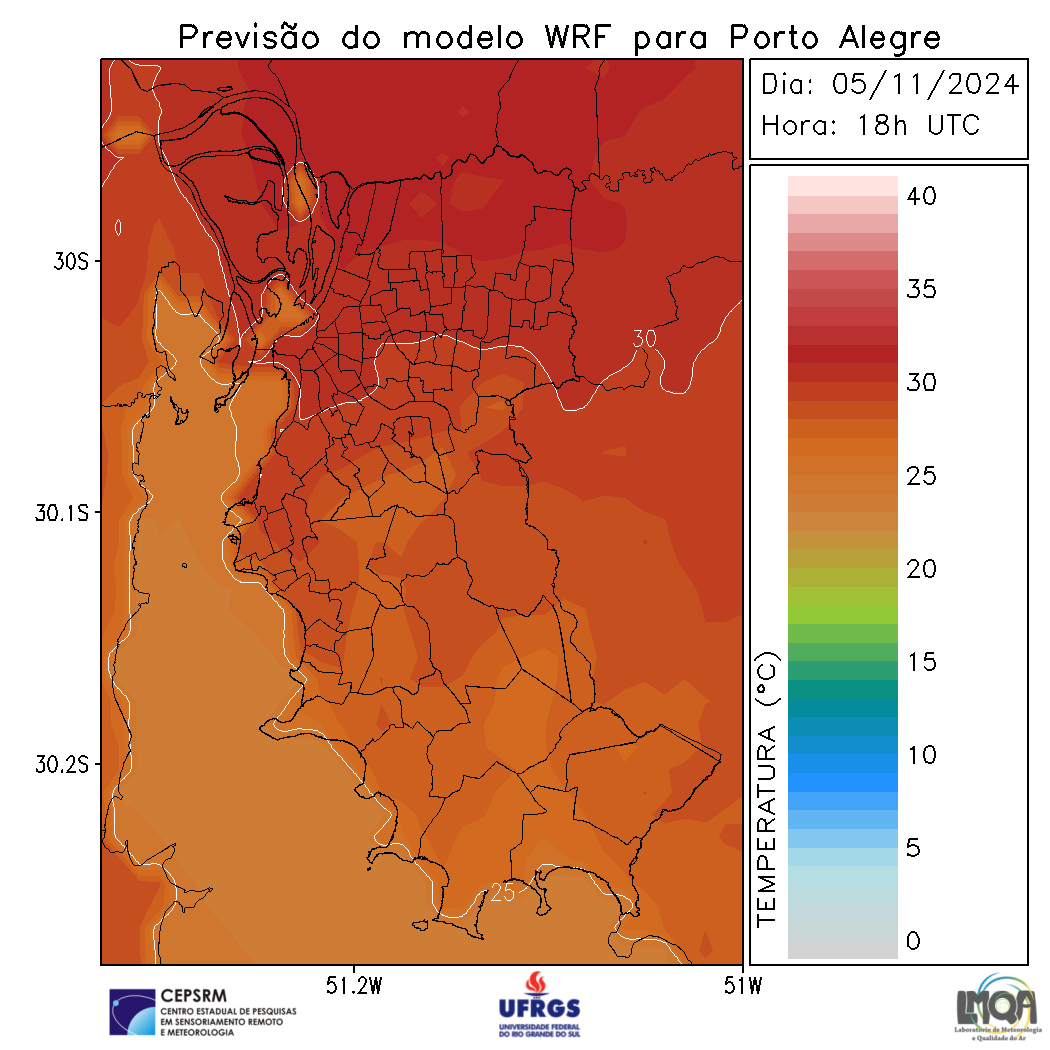 Previsão do modelo WRF para Porto Alegre
Dia: 05/11/2024
Hora: 18h UTC
30S
30.1S
30.2S
51.2W
51W
30
25
40
35
30
25
20
15
10
5
0
TEMPERATURA (°C)
CEPSRM
CENTRO ESTADUAL DE PESQUISAS
EM SENSORIAMENTO REMOTO
E METEOROLOGIA
UFRGS
UNIVERSIDADE FEDERAL
DO RIO GRANDE DO SUL
LMQA
Laboratório de Meteorologia
e Qualidade do Ar